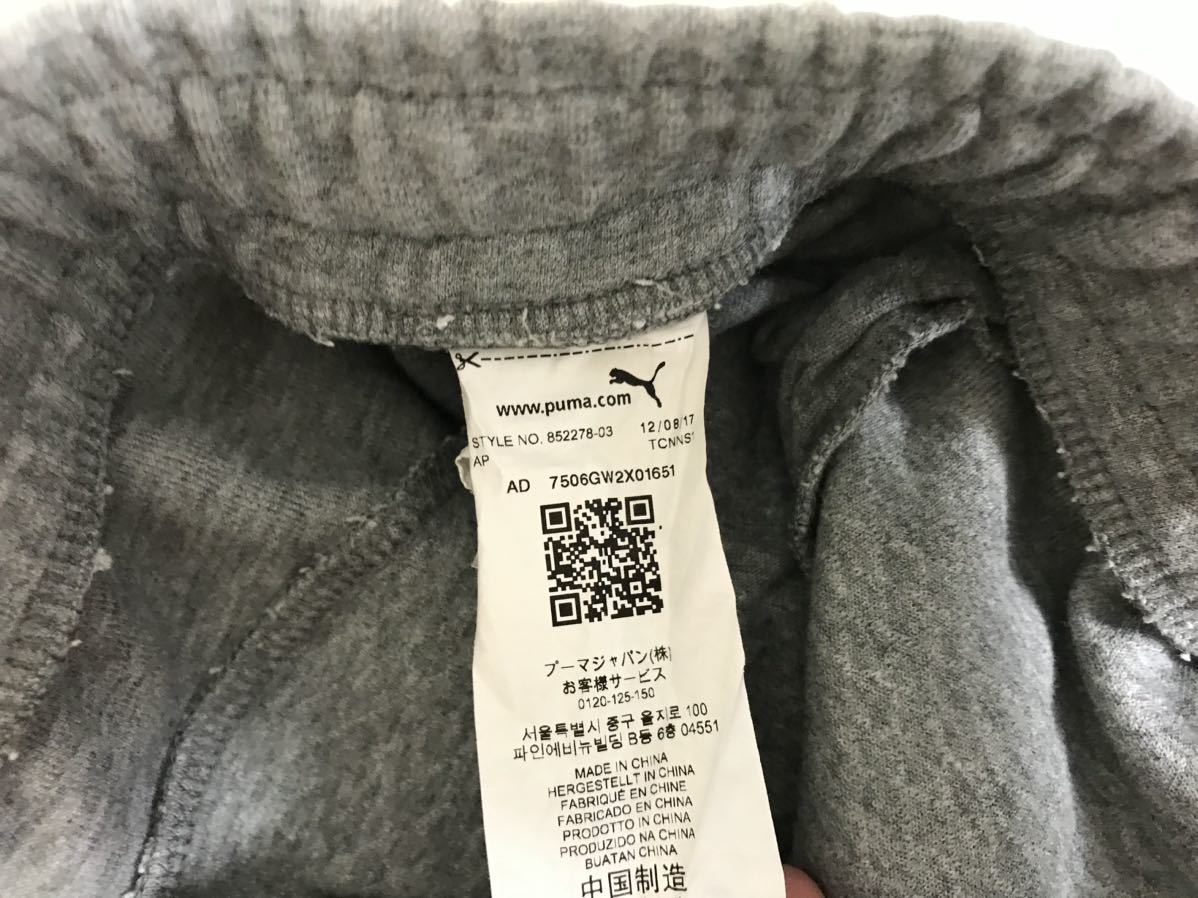 www.puma.com
STYLE NO. 852278-03 12/08/17
AP
AD 7506GW2X01651
プーマジャパン(株)
お客様サービス
0120-125-150
서울특별시 중구 을지로 100
파인에비뉴빌딩 B동 6층 04551
MADE IN CHINA
HERGESTELLT IN CHINA
FABRIQUÉ EN CHINE
FABRICADO EN CHINA
PRODOTTO IN CHINA
PRODUZIDO NA CHINA
BUATAN CHINA
中国制造